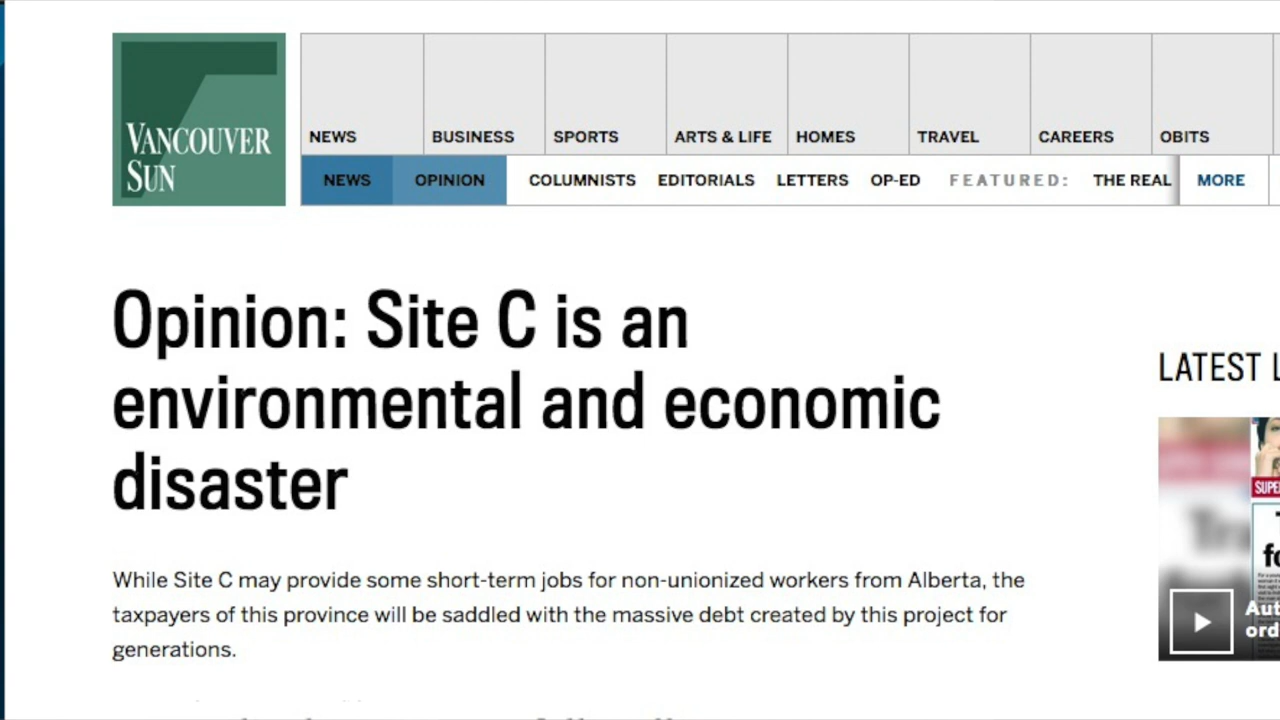 VANCOUVER
SUN
NEWS BUSINESS SPORTS ARTS & LIFE HOMES TRAVEL CAREERS OBITS
NEWS OPINION COLUMNISTS EDITORIALS LETTERS OP-ED FEATURED: THE REAL MORE
Opinion: Site C is an
environmental and economic
disaster
While Site C may provide some short-term jobs for non-unionized workers from Alberta, the
taxpayers of this province will be saddled with the massive debt created by this project for
generations.
LATEST L